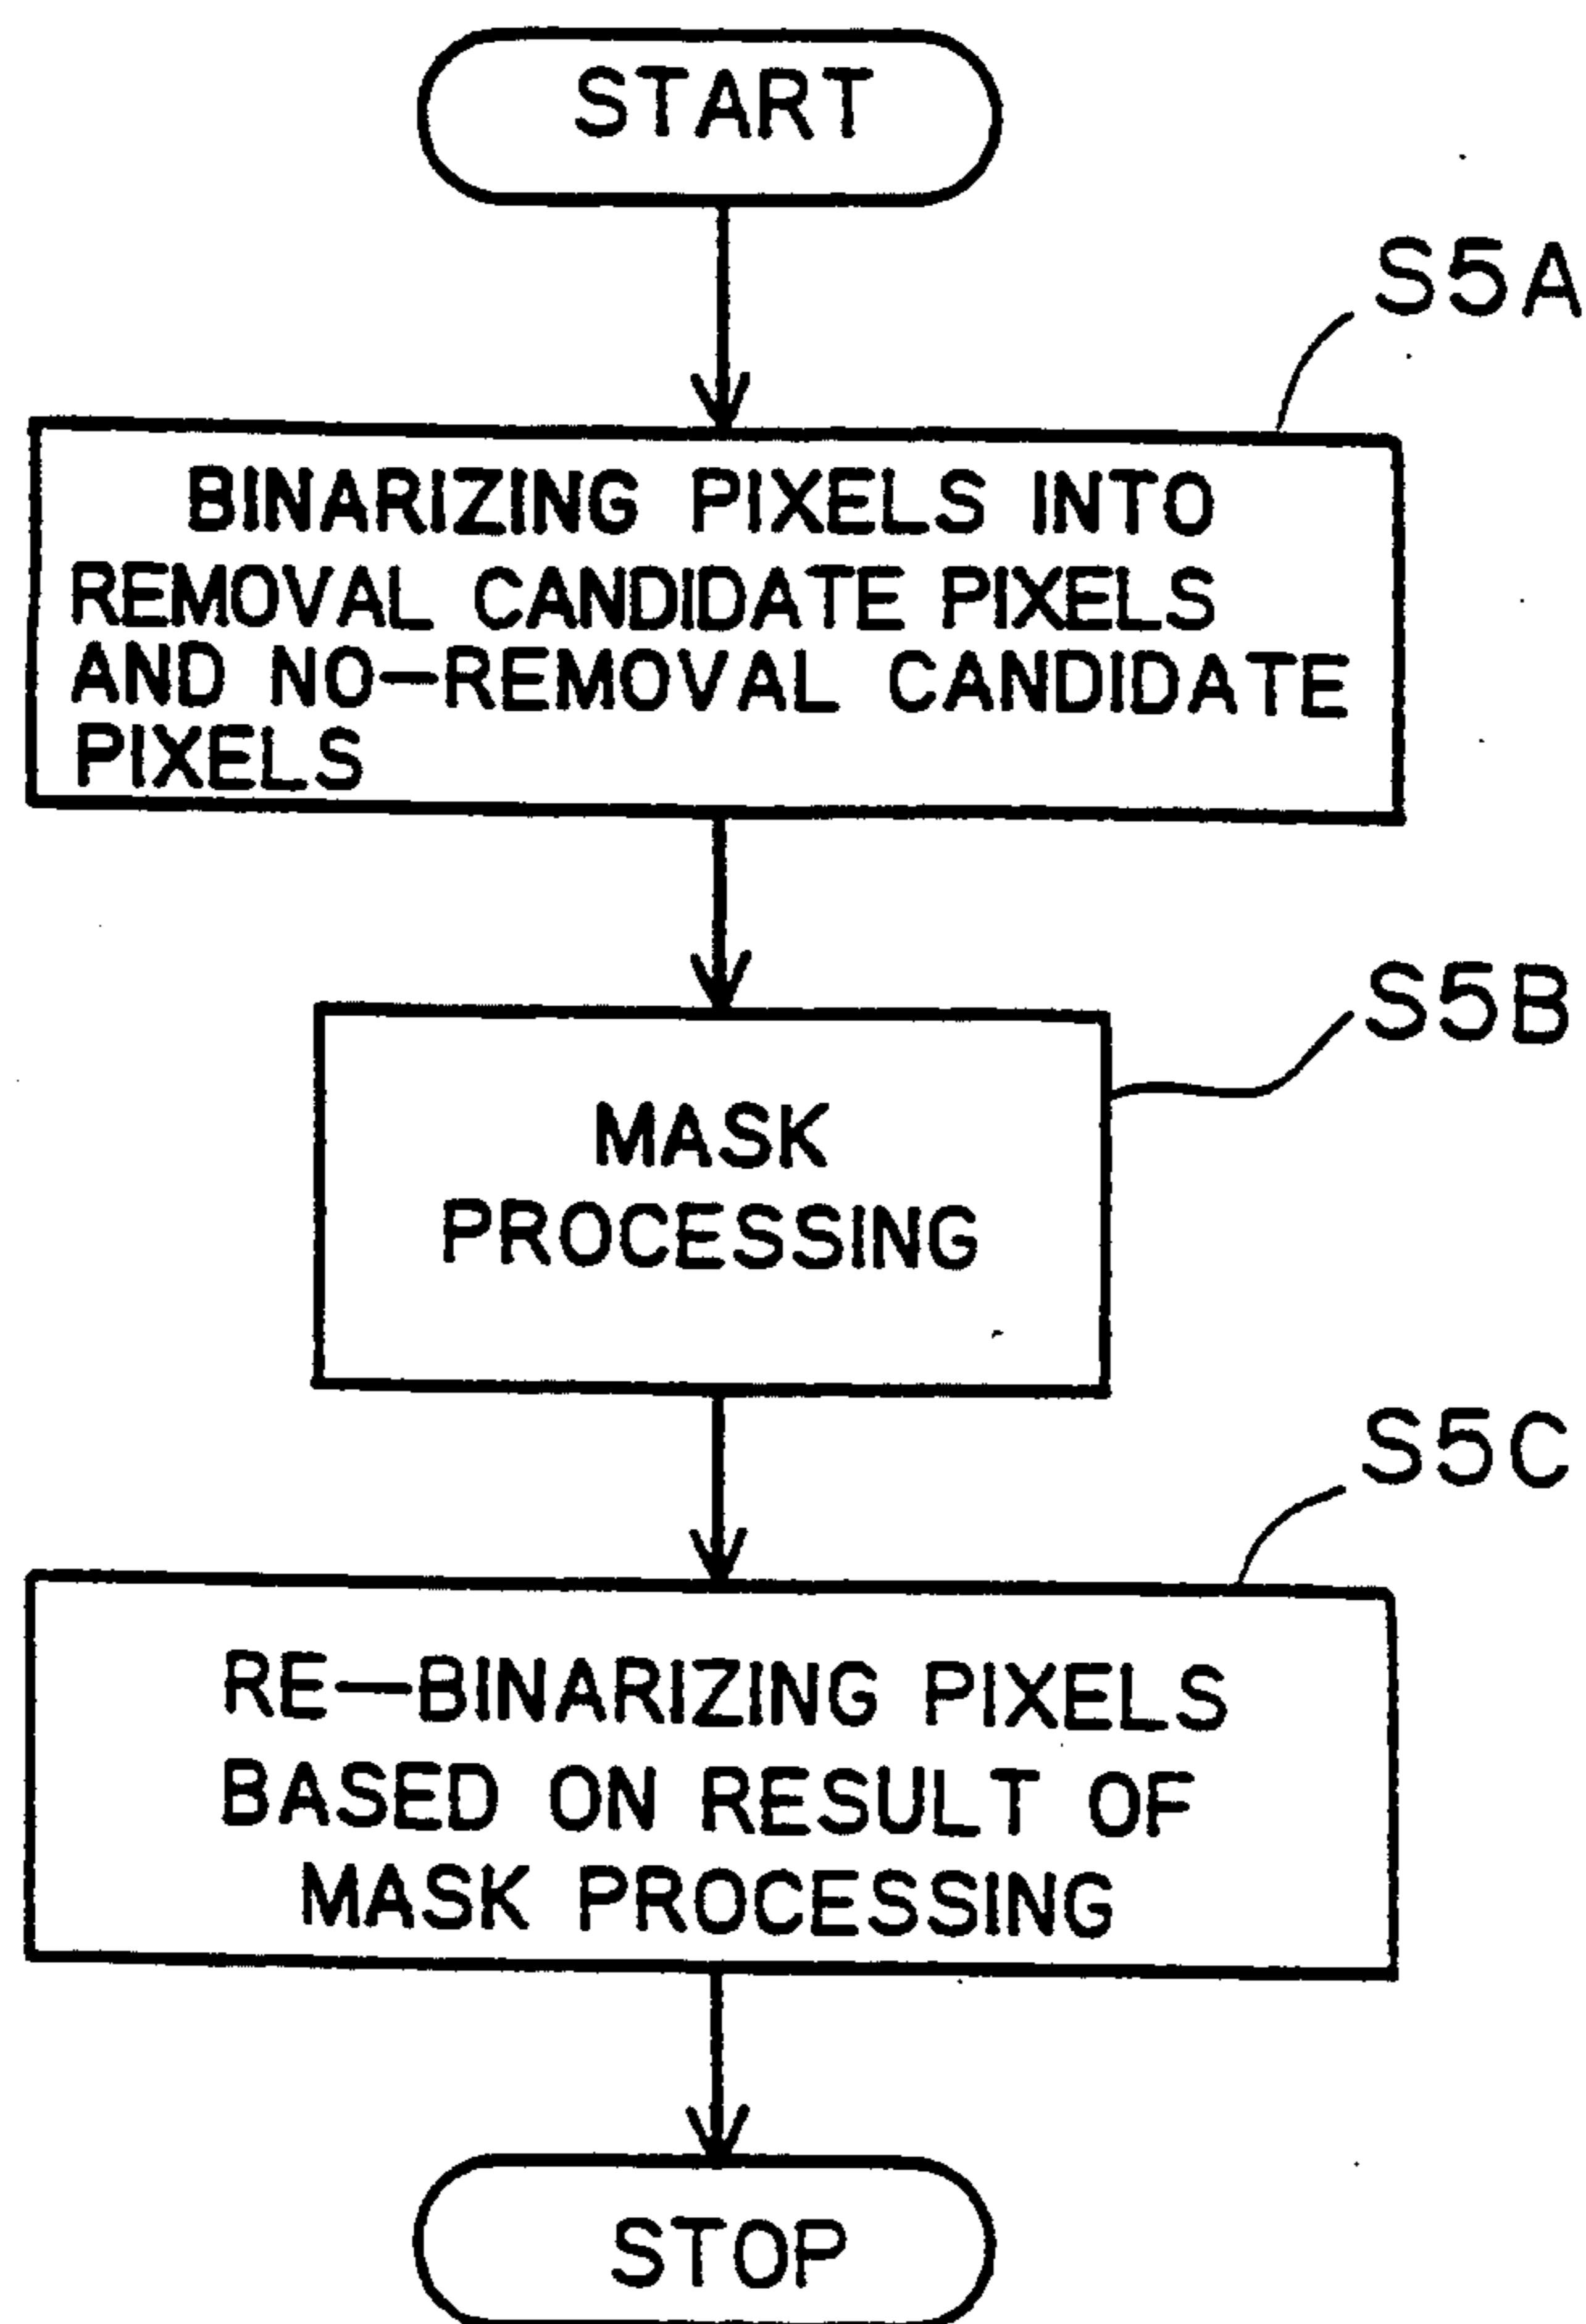 START
S5A
BINARIZING PIXELS INTO
REMOVAL CANDIDATE PIXELS
AND NO-REMOVAL CANDIDATE
PIXELS
S5B
MASK
PROCESSING
S5C
RE-BINARIZING PIXELS
BASED ON RESULT OF
MASK PROCESSING
STOP